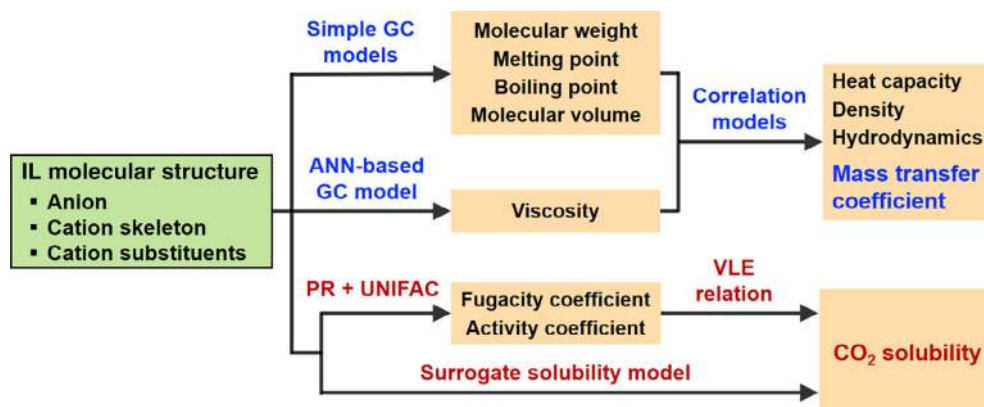 IL molecular structure
▪ Anion
▪ Cation skeleton
▪ Cation substituents
Simple GC
models
Molecular weight
Melting point
Boiling point
Molecular volume
ANN-based
GC model
Viscosity
Correlation
models
Heat capacity
Density
Hydrodynamics
Mass transfer
coefficient
PR + UNIFAC
Fugacity coefficient
Activity coefficient
VLE
relation
Surrogate solubility model
CO₂ solubility